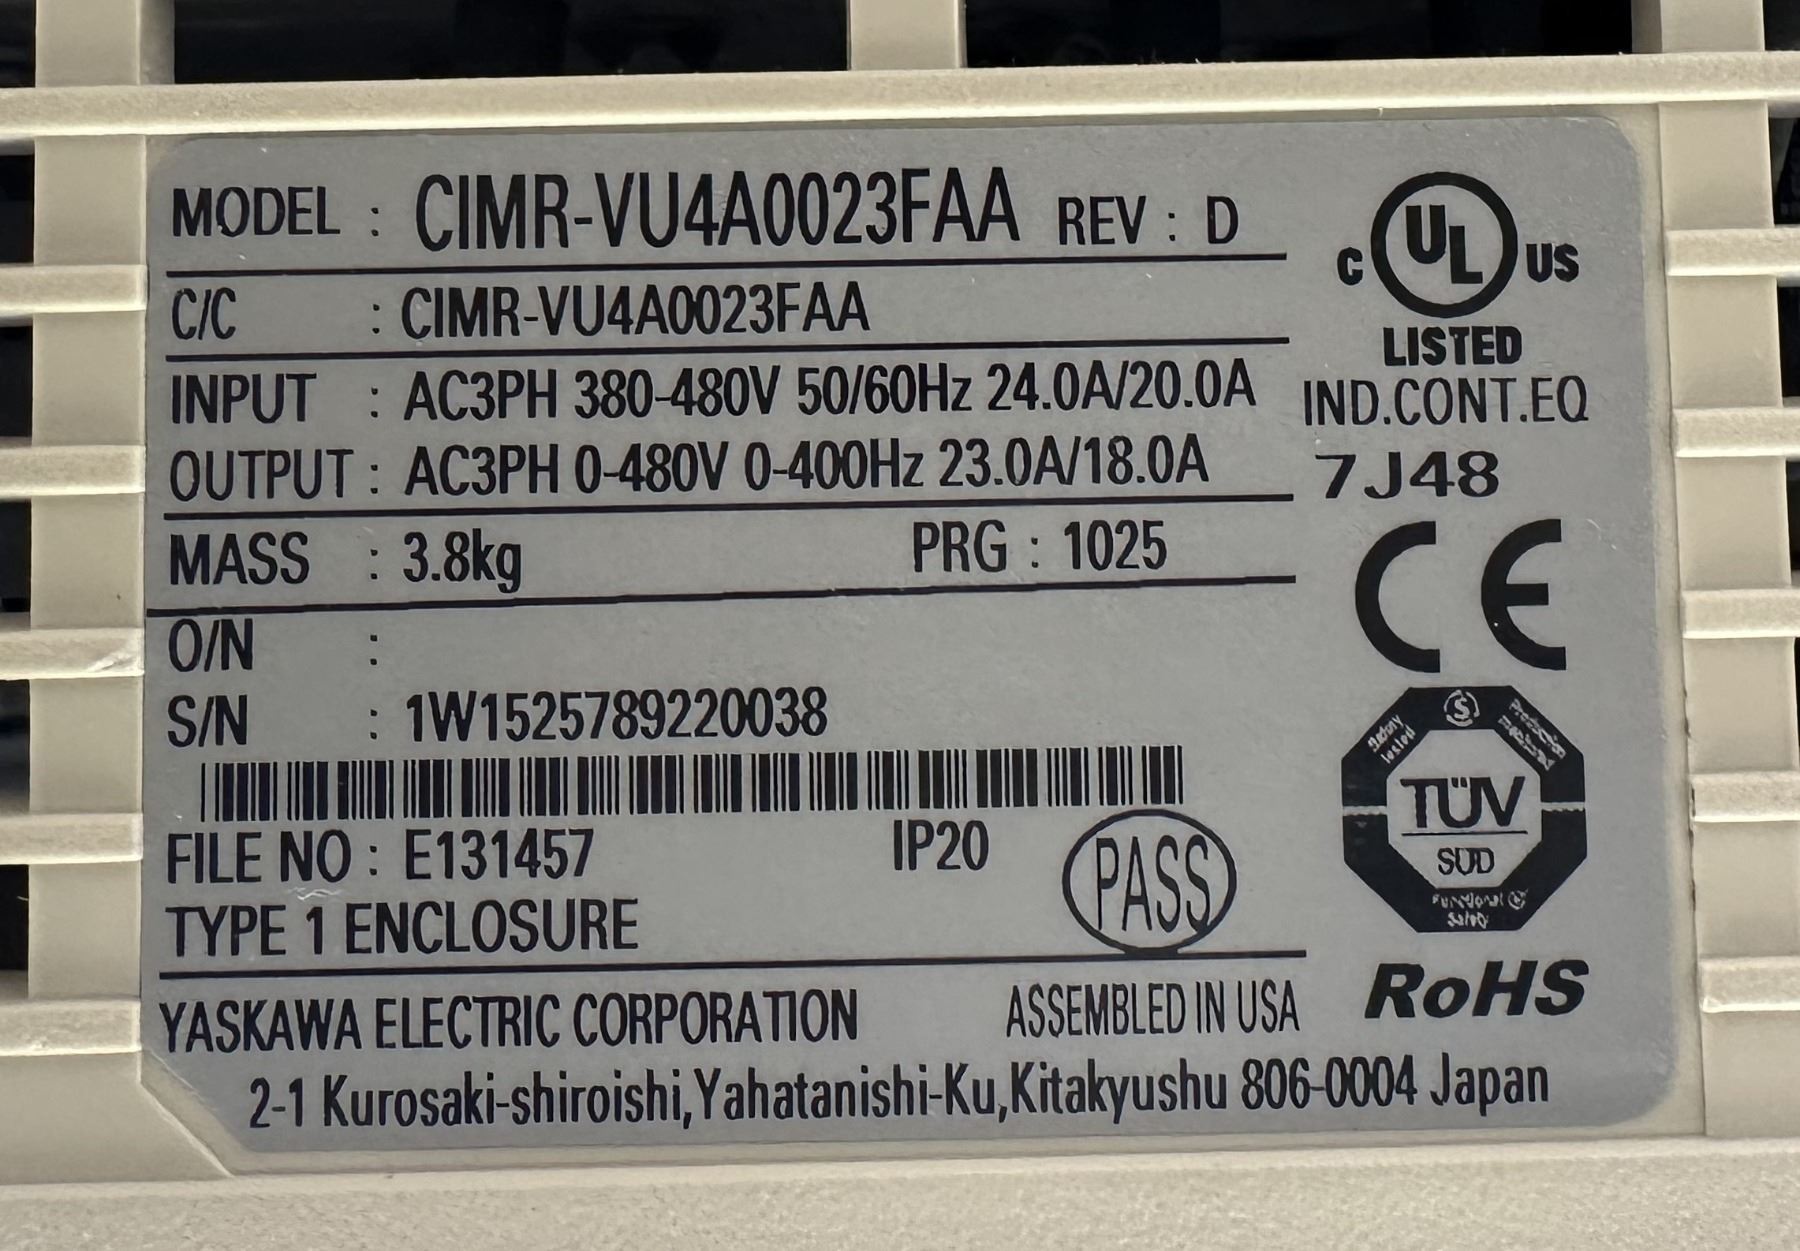 MODEL : CIMR-VU4A0023FAA REV : D
C/C : CIMR-VU4A0023FAA
INPUT : AC3PH 380-480V 50/60Hz 24.0A/20.0A
OUTPUT : AC3PH 0-480V 0-400Hz 23.0A/18.0A
MASS : 3.8kg PRG : 1025
O/N :
S/N : 1W1525789220038
FILE NO : E131457 IP20 PASS
TYPE 1 ENCLOSURE
YASKAWA ELECTRIC CORPORATION ASSEMBLED IN USA
2-1 Kurosaki-shiroishi,Yahatanishi-Ku,Kitakyushu 806-0004 Japan
C UL US
LISTED
IND.CONT.EQ
7J48
CE
S
Production
TÜV
SÜD
Functional
Safety
RoHS